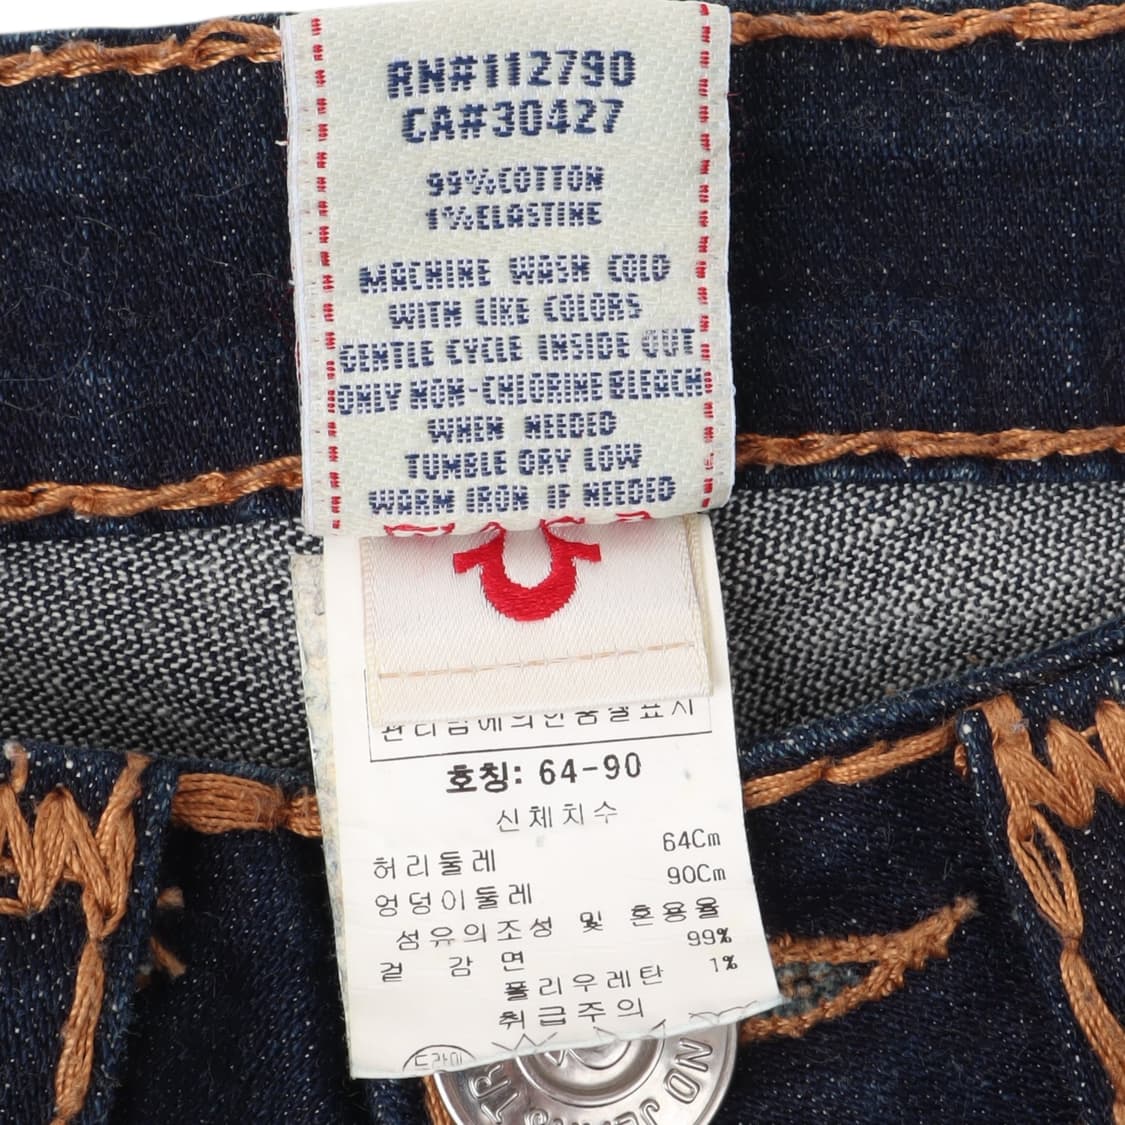 RN#112790
CA#30427
99%COTTON
1%ELASTINE
MACHINE WASH COLD
WITH LIKE COLORS
GENTLE CYCLE INSIDE OUT
ONLY NON-CHLORINE BLEACH
WHEN NEEDED
TUMBLE DRY LOW
WARM IRON IF NEEDED
호칭: 64-90
신체치수
허리둘레 64Cm
엉덩이둘레 90Cm
섬유의조성 및 혼용율
겉감 면 99%
폴리우레탄 1%
취급주의
드라이